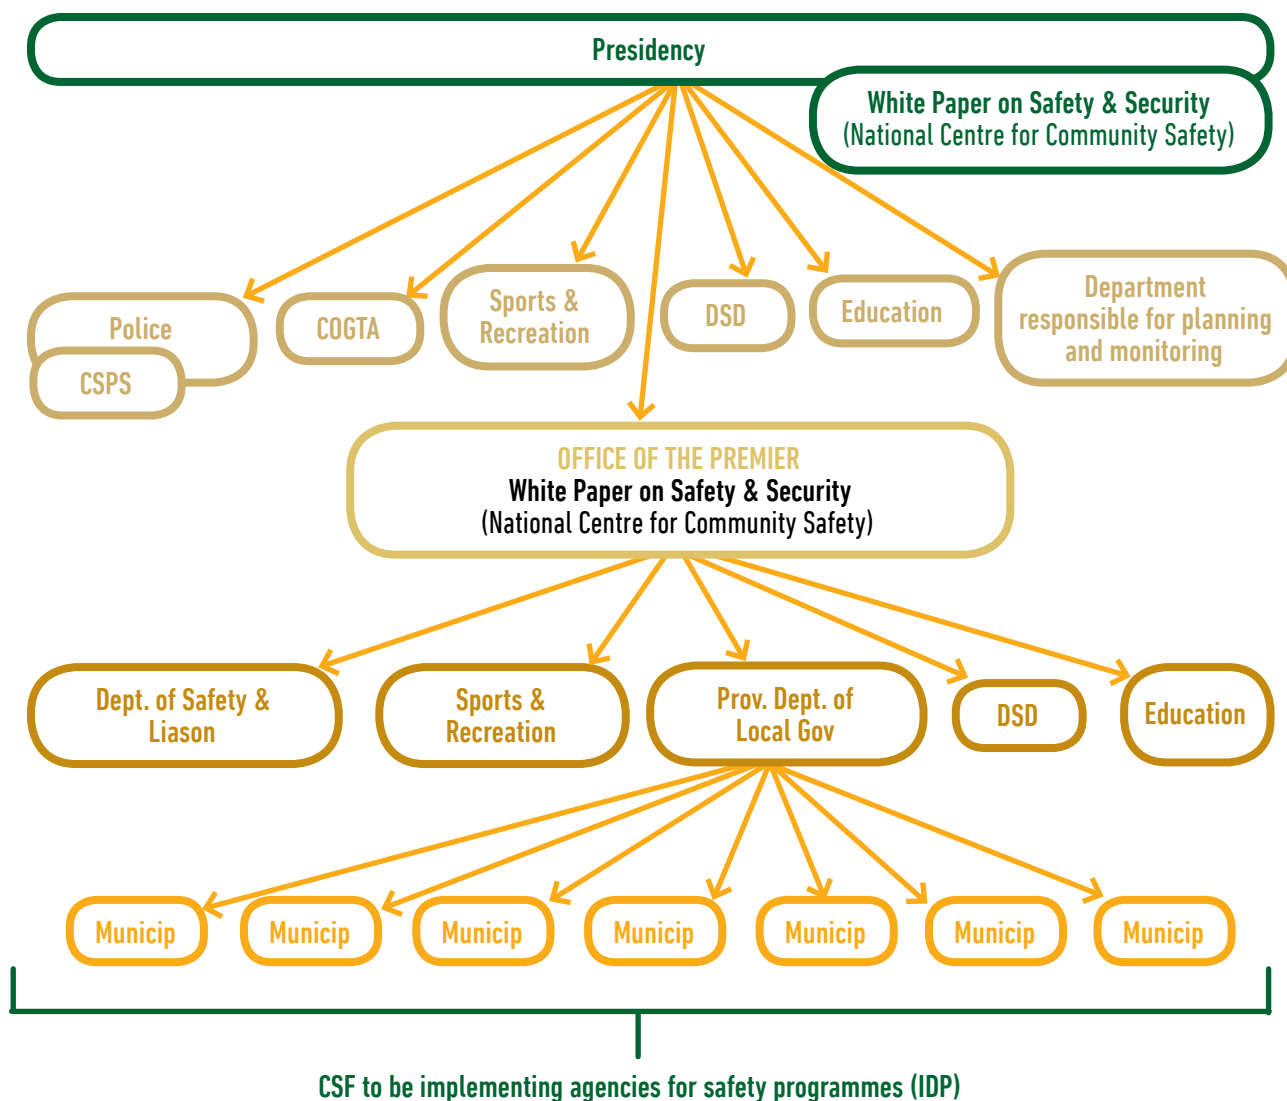 Presidency
White Paper on Safety & Security
(National Centre for Community Safety)
Police
CSPS
COGTA
Sports &
Recreation
DSD
Education
Department
responsible for planning
and monitoring
OFFICE OF THE PREMIER
White Paper on Safety & Security
(National Centre for Community Safety)
Dept. of Safety &
Liason
Sports &
Recreation
Prov. Dept. of
Local Gov
DSD
Education
Municip
Municip
Municip
Municip
Municip
Municip
Municip
CSF to be implementing agencies for safety programmes (IDP)